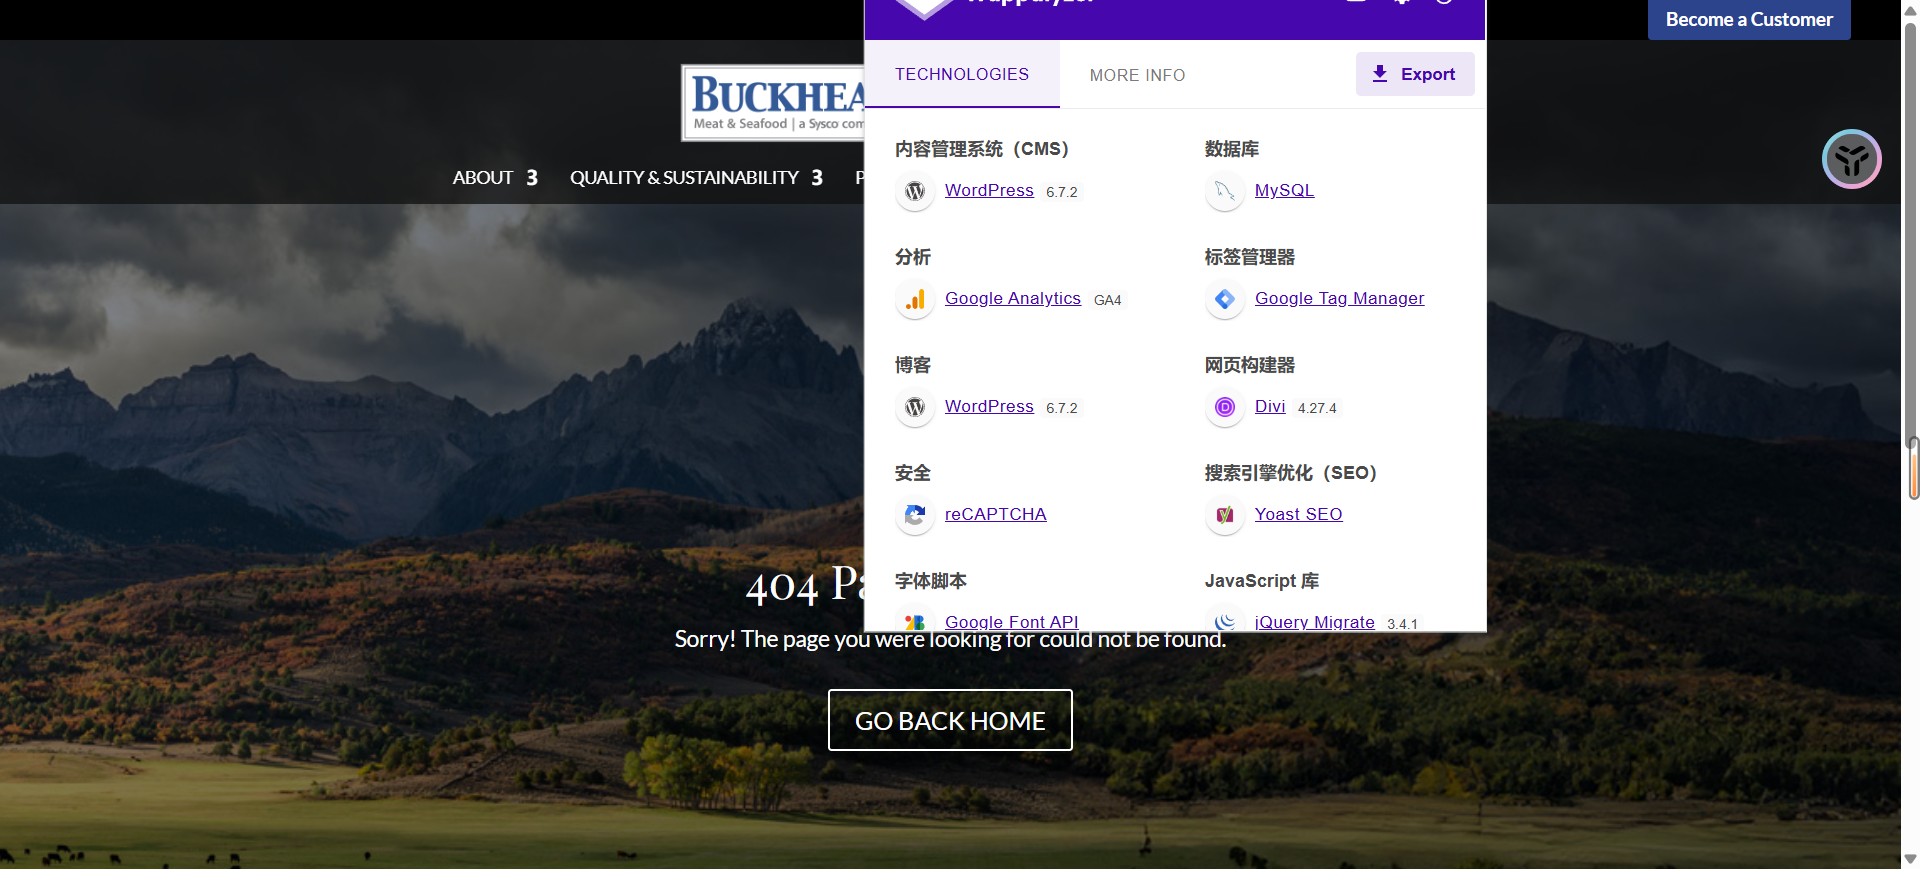 Become a Customer
BUCKHEA
Meat & Seafood | a Sysco com
ABOUT 3
QUALITY & SUSTAINABILITY 3
P
TECHNOLOGIES
MORE INFO
Export
内容管理系统（CMS）
WordPress 6.7.2
数据库
MySQL
分析
Google Analytics GA4
标签管理器
Google Tag Manager
博客
WordPress 6.7.2
网页构建器
Divi 4.27.4
安全
reCAPTCHA
搜索引擎优化（SEO）
Yoast SEO
字体脚本
Google Font API
JavaScript 库
jQuery Migrate 3.4.1
404 Pa
Sorry! The page you were looking for could not be found.
GO BACK HOME